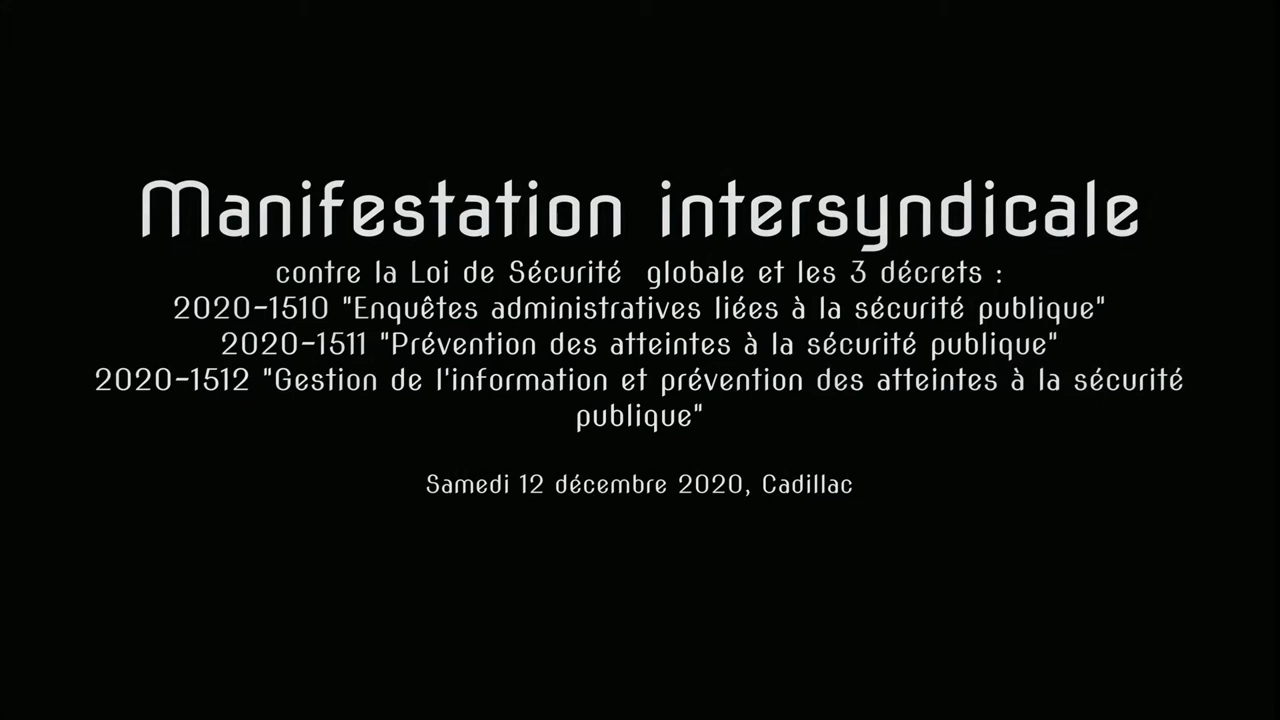 Manifestation intersyndicale
contre la Loi de Sécurité  globale et les 3 décrets :
2020-1510 "Enquêtes administratives liées à la sécurité publique"
2020-1511 "Prévention des atteintes à la sécurité publique"
2020-1512 "Gestion de l'information et prévention des atteintes à la sécurité
publique"
Samedi 12 décembre 2020, Cadillac